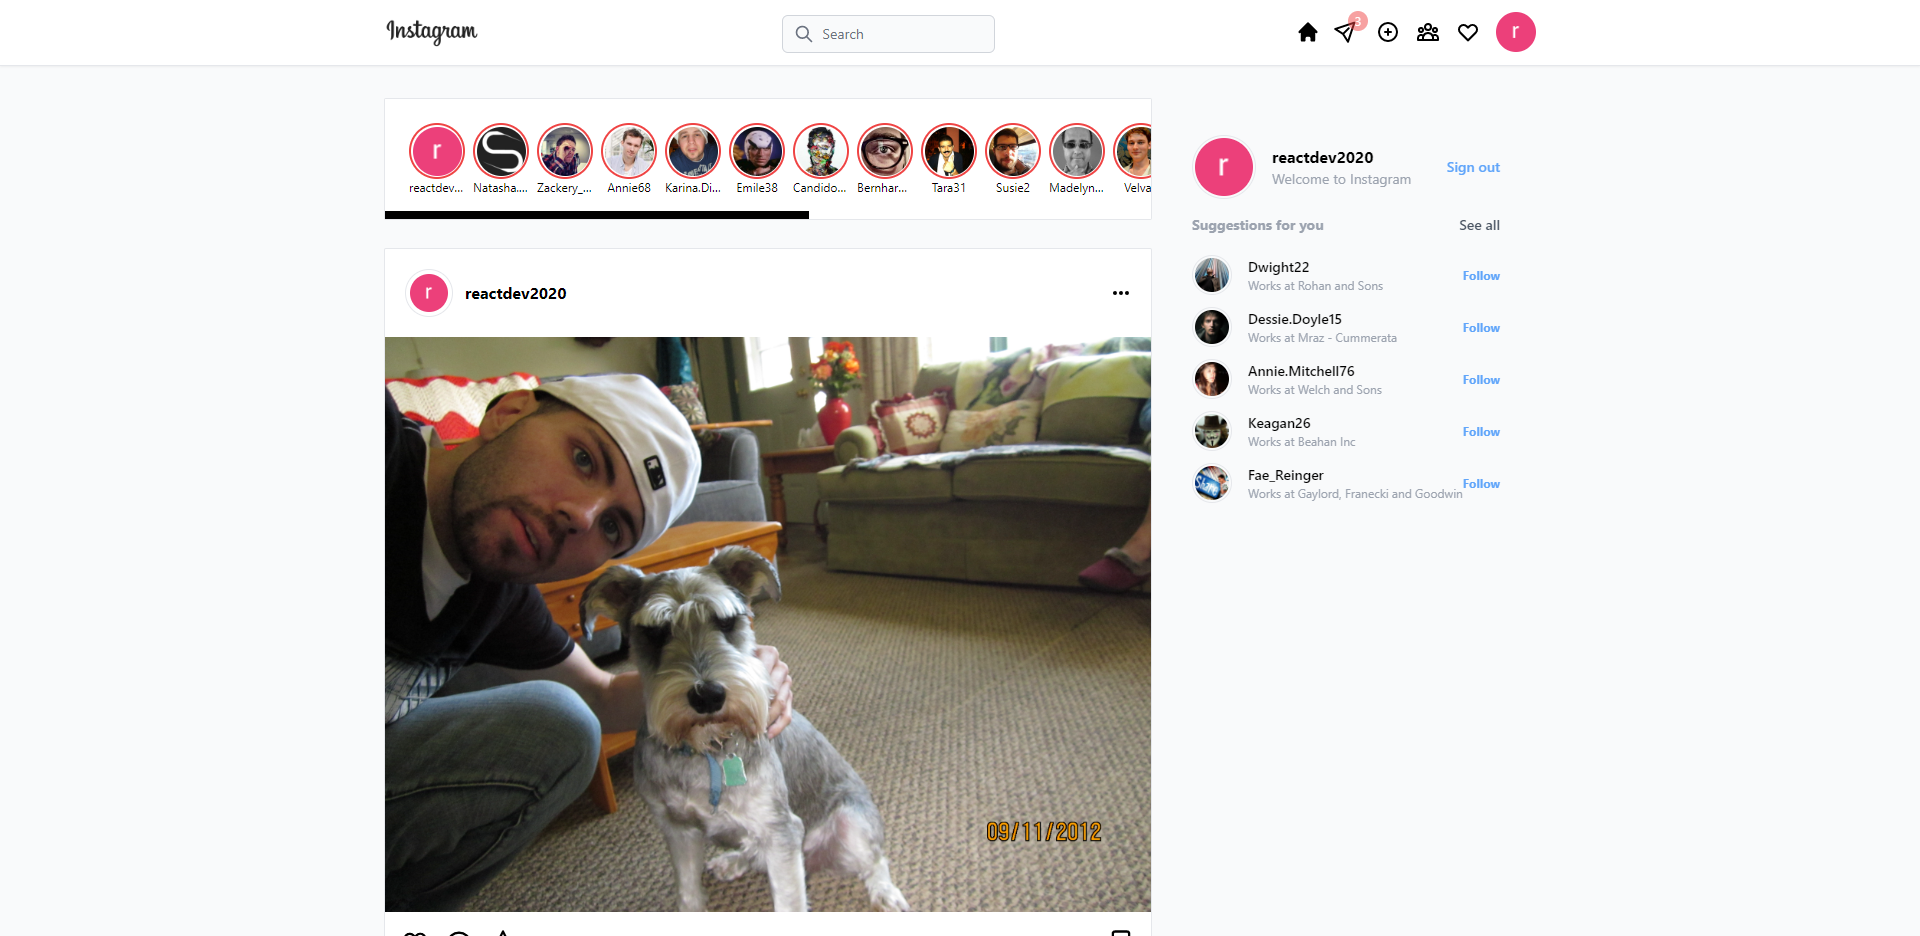 Instagram
Search
3
r
r
reactdev...
Natasha....
Zackery_...
Annie68
Karina.Di...
Emile38
Candido...
Bernhar...
Tara31
Susie2
Madelyn...
Velva
r
reactdev2020
Welcome to Instagram
Sign out
Suggestions for you
See all
Dwight22
Works at Rohan and Sons
Follow
Dessie.Doyle15
Works at Mraz - Cummerata
Follow
Annie.Mitchell76
Works at Welch and Sons
Follow
Keagan26
Works at Beahan Inc
Follow
Fae_Reinger
Works at Gaylord, Franecki and Goodwin
Follow
r
reactdev2020
09/11/2012